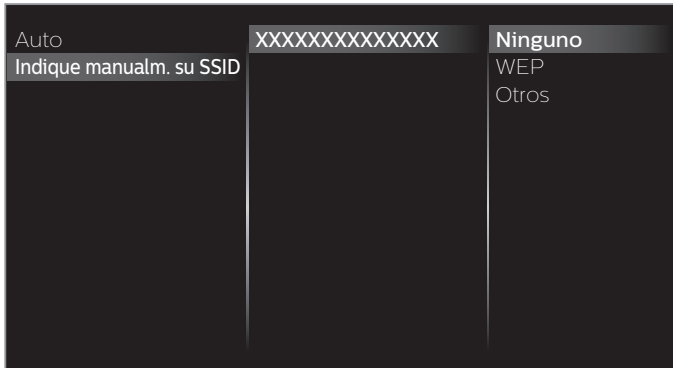 Auto
Indique manualm. su SSID
XXXXXXXXXXXXXX
Ninguno
WEP
Otros